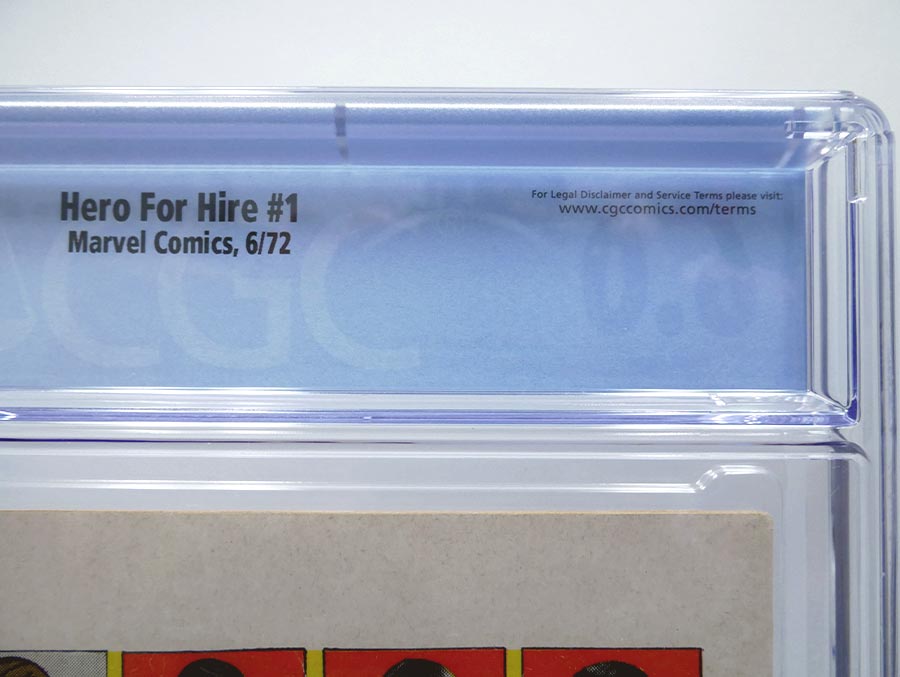 Hero For Hire #1
Marvel Comics, 6/72
For Legal Disclaimer and Service Terms please visit:
www.cgccomics.com/terms
CGC